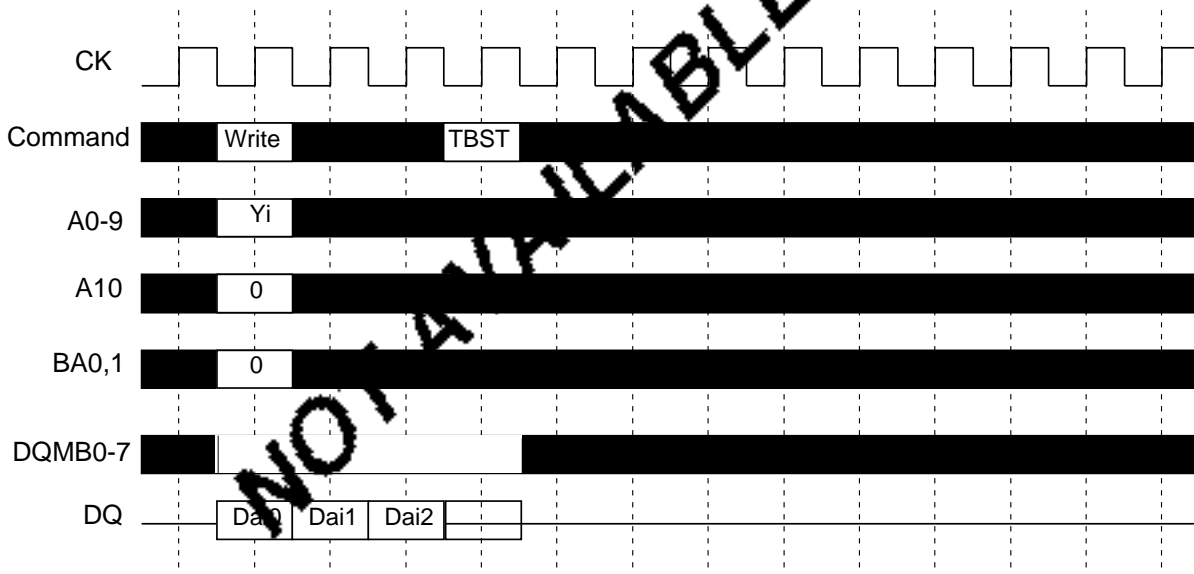 CK
Command Write TBST
A0-9 Yi
A10 0
BA0,1 0
DQMB0-7
DQ Dai0 Dai1 Dai2
NOT AVAILABLE